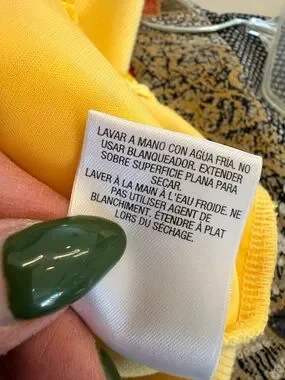 LAVAR A MANO CON AGUA FRIA. NO
USAR BLANQUEADOR. EXTENDER
SOBRE SUPERFICIE PLANA PARA
SECAR.
LAVER À LA MAIN À L'EAU FROIDE. NE
PAS UTILISER AGENT DE
BLANCHIMENT. ÉTENDRE À PLAT
LORS DU SÉCHAGE.